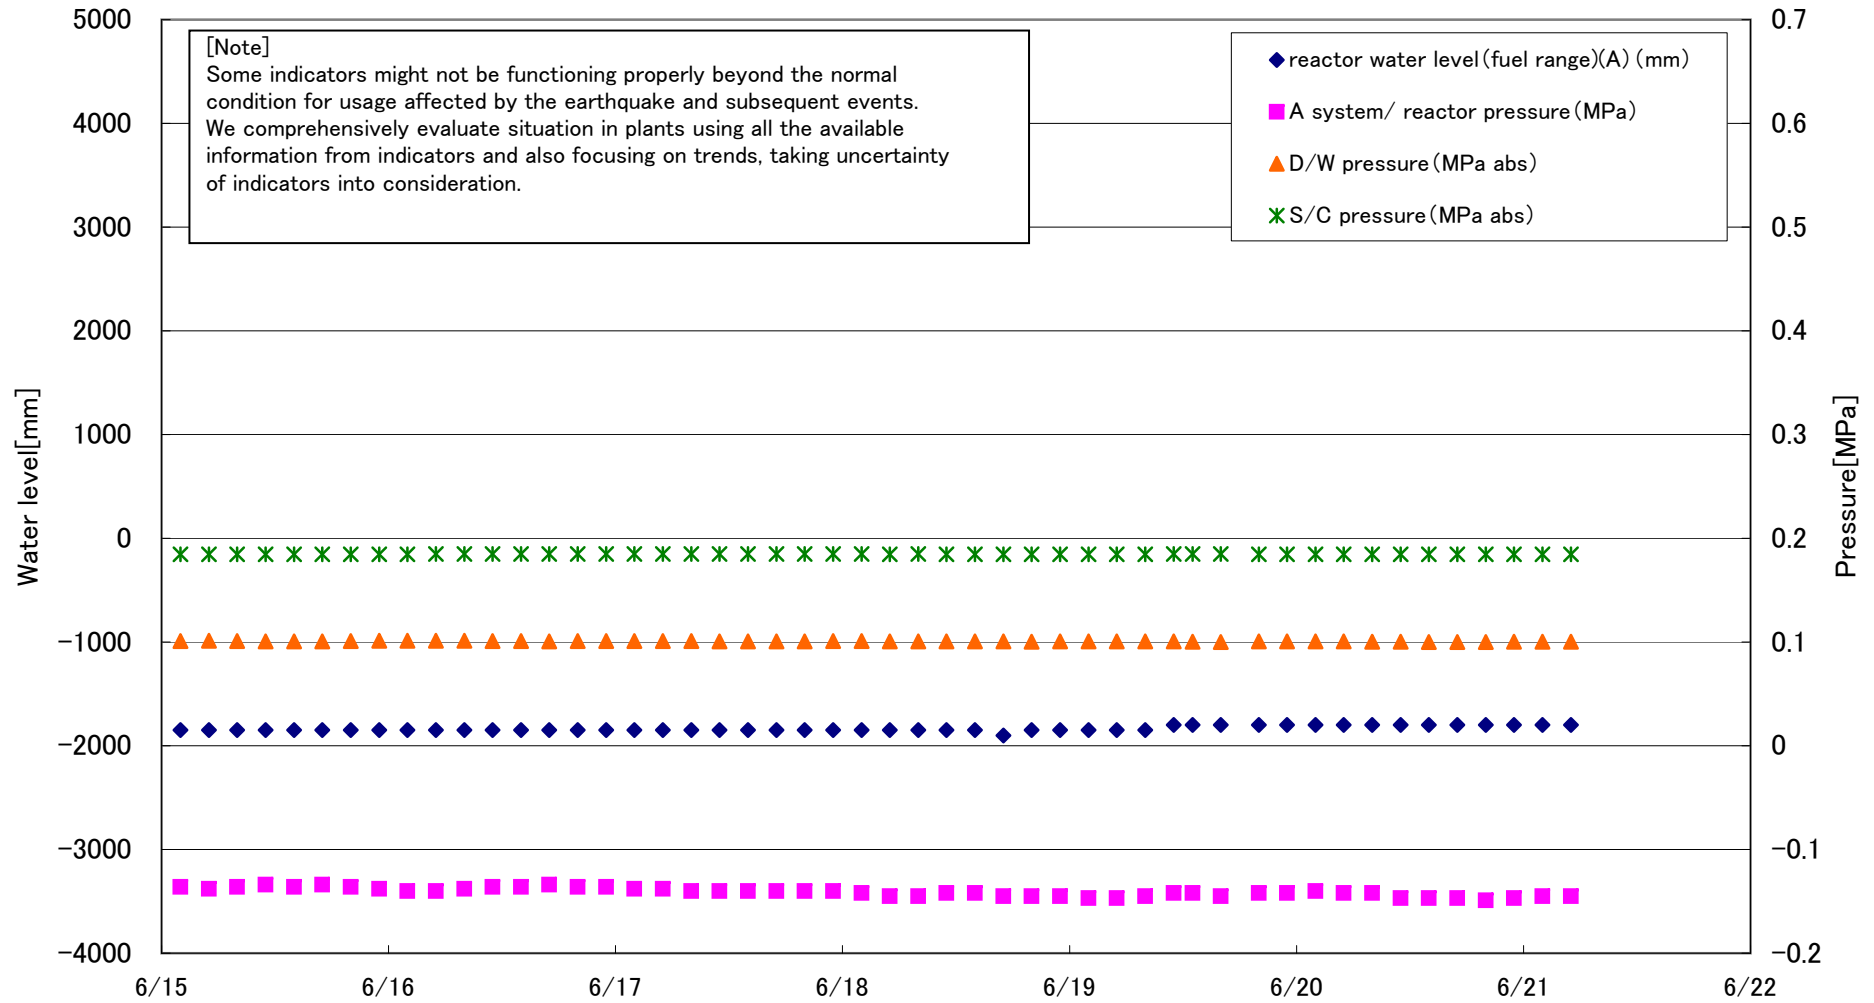 5000
4000
3000
2000
1000
0
−1000
−2000
−3000
−4000
Water level[mm]
[Note]
Some indicators might not be functioning properly beyond the normal
condition for usage affected by the earthquake and subsequent events.
We comprehensively evaluate situation in plants using all the available
information from indicators and also focusing on trends, taking uncertainty
of indicators into consideration.
reactor water level(fuel range)(A) (mm)
A system/ reactor pressure(MPa)
D/W pressure(MPa abs)
S/C pressure(MPa abs)
0.7
0.6
0.5
0.4
0.3
0.2
0.1
0
−0.1
−0.2
Pressure[MPa]
6/15 6/16 6/17 6/18 6/19 6/20 6/21 6/22